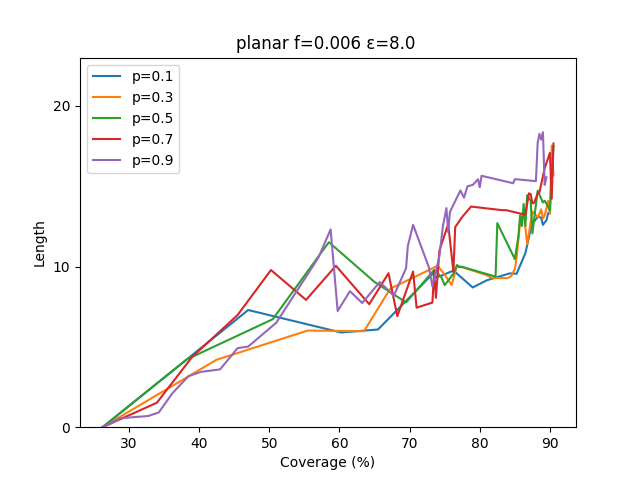 planar f=0.006 ε=8.0
p=0.1
p=0.3
p=0.5
p=0.7
p=0.9
Length
20
10
0
30 40 50 60 70 80 90
Coverage (%)